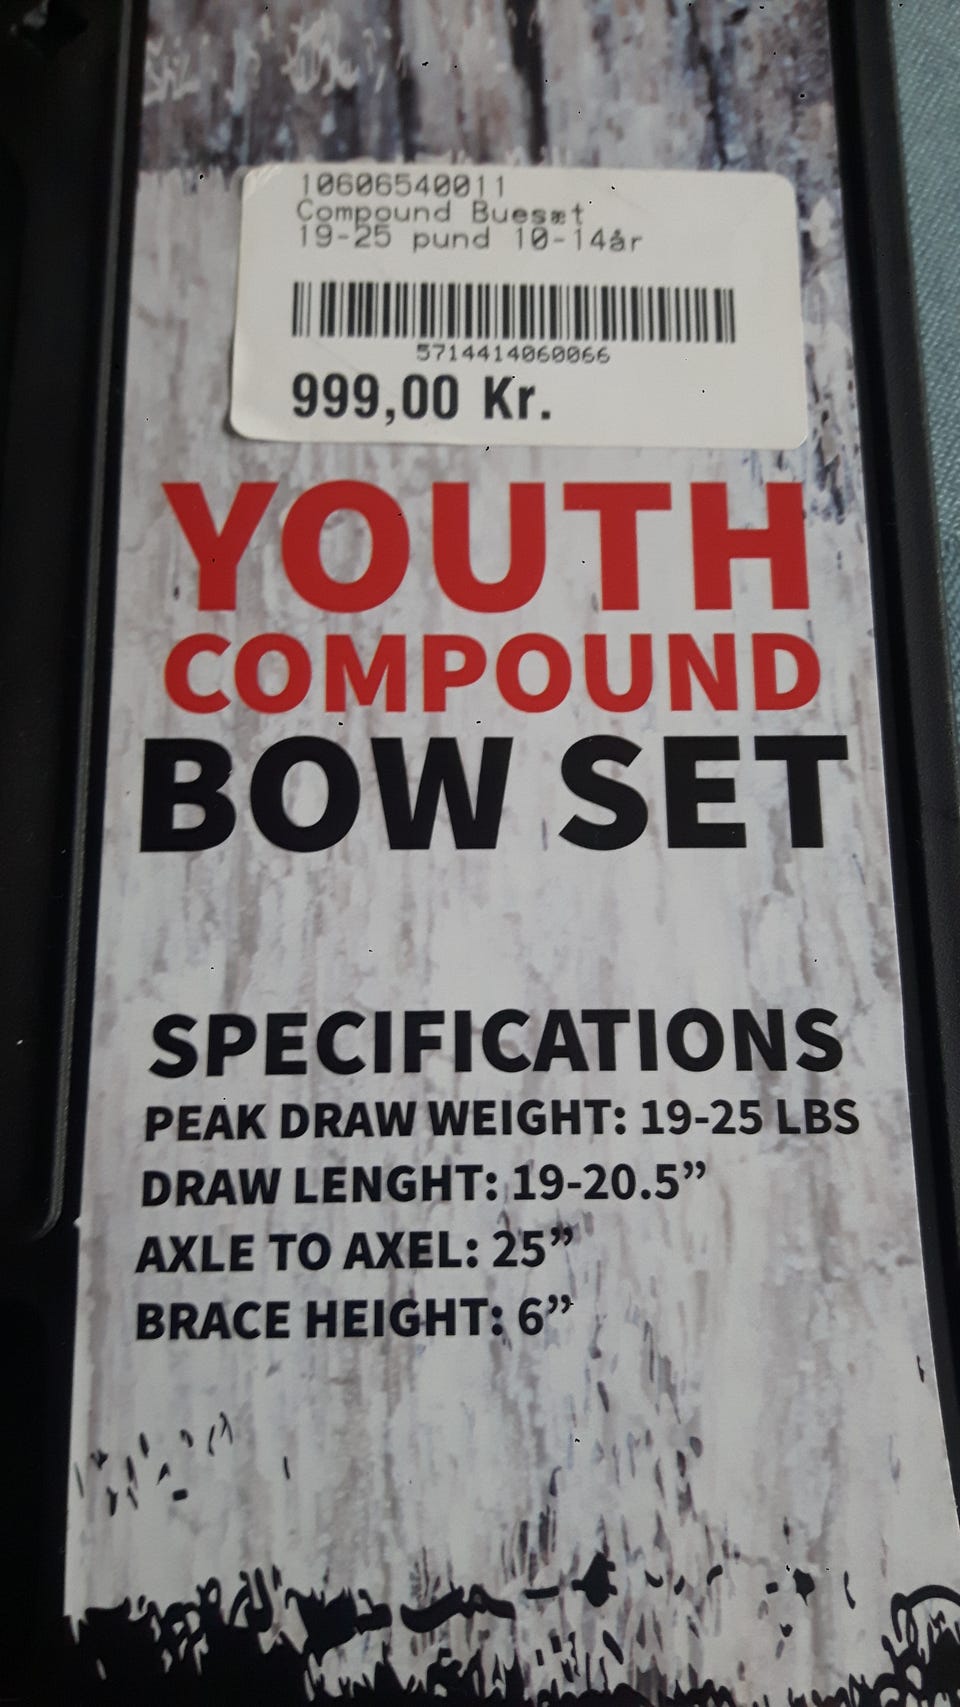 10606540011
Compound Buesæt
19-25 pund 10-14år
5714414060066
999,00 Kr.
YOUTH
COMPOUND
BOW SET
SPECIFICATIONS
PEAK DRAW WEIGHT: 19-25 LBS
DRAW LENGHT: 19-20.5”
AXLE TO AXEL: 25”
BRACE HEIGHT: 6”